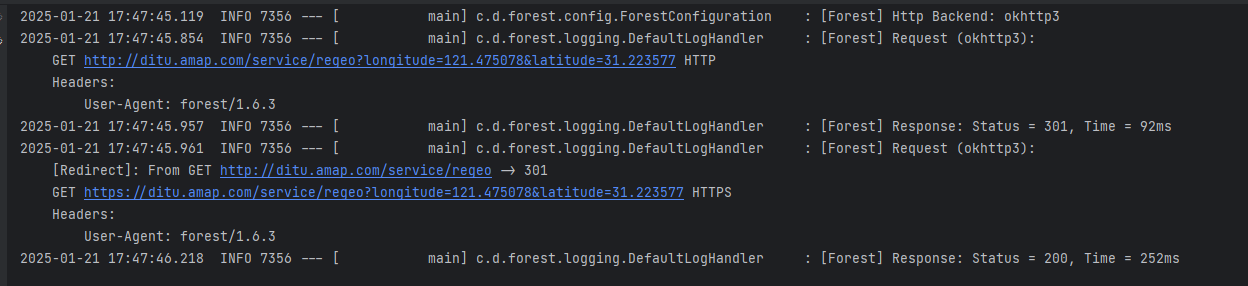 2025-01-21 17:47:45.119  INFO 7356 --- [           main] c.d.forest.config.ForestConfiguration    : [Forest] Http Backend: okhttp3
2025-01-21 17:47:45.854  INFO 7356 --- [           main] c.d.forest.logging.DefaultLogHandler     : [Forest] Request (okhttp3):
    GET http://ditu.amap.com/service/regeo?longitude=121.475078&latitude=31.223577 HTTP
    Headers:
        User-Agent: forest/1.6.3
2025-01-21 17:47:45.957  INFO 7356 --- [           main] c.d.forest.logging.DefaultLogHandler     : [Forest] Response: Status = 301, Time = 92ms
2025-01-21 17:47:45.961  INFO 7356 --- [           main] c.d.forest.logging.DefaultLogHandler     : [Forest] Request (okhttp3):
    [Redirect]: From GET http://ditu.amap.com/service/regeo -> 301
    GET https://ditu.amap.com/service/regeo?longitude=121.475078&latitude=31.223577 HTTPS
    Headers:
        User-Agent: forest/1.6.3
2025-01-21 17:47:46.218  INFO 7356 --- [           main] c.d.forest.logging.DefaultLogHandler     : [Forest] Response: Status = 200, Time = 252ms